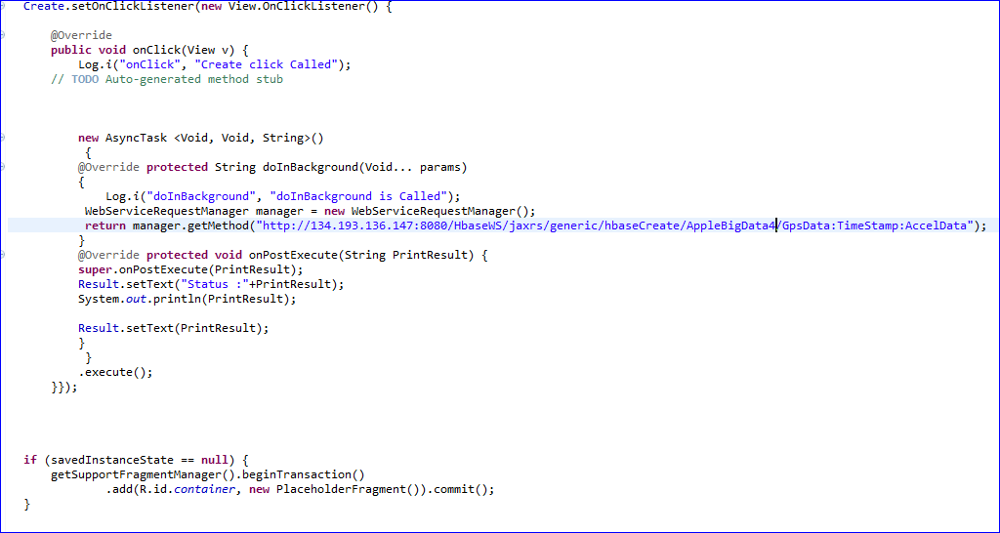 Create.setOnClickListener(new View.OnClickListener() {
@Override
public void onClick(View v) {
Log.i("onClick", "Create click Called");
// TODO Auto-generated method stub
new AsyncTask <Void, Void, String>()
{
@Override protected String doInBackground(Void... params)
{
Log.i("doInBackground", "doInBackground is Called");
WebServiceRequestManager manager = new WebServiceRequestManager();
return manager.getMethod("http://134.193.136.147:8080/HbaseWS/jaxrs/generic/hbaseCreate/AppleBigData4/GpsData:TimeStamp:AccelData");
}
@Override protected void onPostExecute(String PrintResult) {
super.onPostExecute(PrintResult);
Result.setText("Status :"+PrintResult);
System.out.println(PrintResult);
Result.setText(PrintResult);
}
}
.execute();
}});
if (savedInstanceState == null) {
getSupportFragmentManager().beginTransaction()
.add(R.id.container, new PlaceholderFragment()).commit();
}